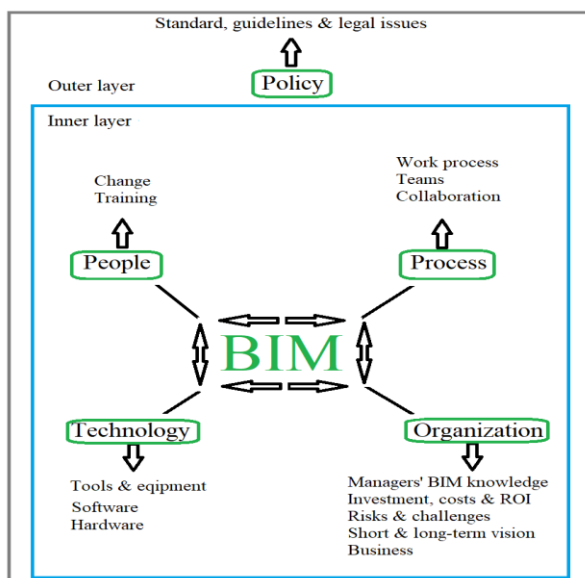 Standard, guidelines & legal issues
Policy
Outer layer
Inner layer
Change
Training
Work process
Teams
Collaboration
People
Process
BIM
Technology
Organization
Tools & eqipment
Software
Hardware
Managers' BIM knowledge
Investment, costs & ROI
Risks & challenges
Short & long-term vision
Business